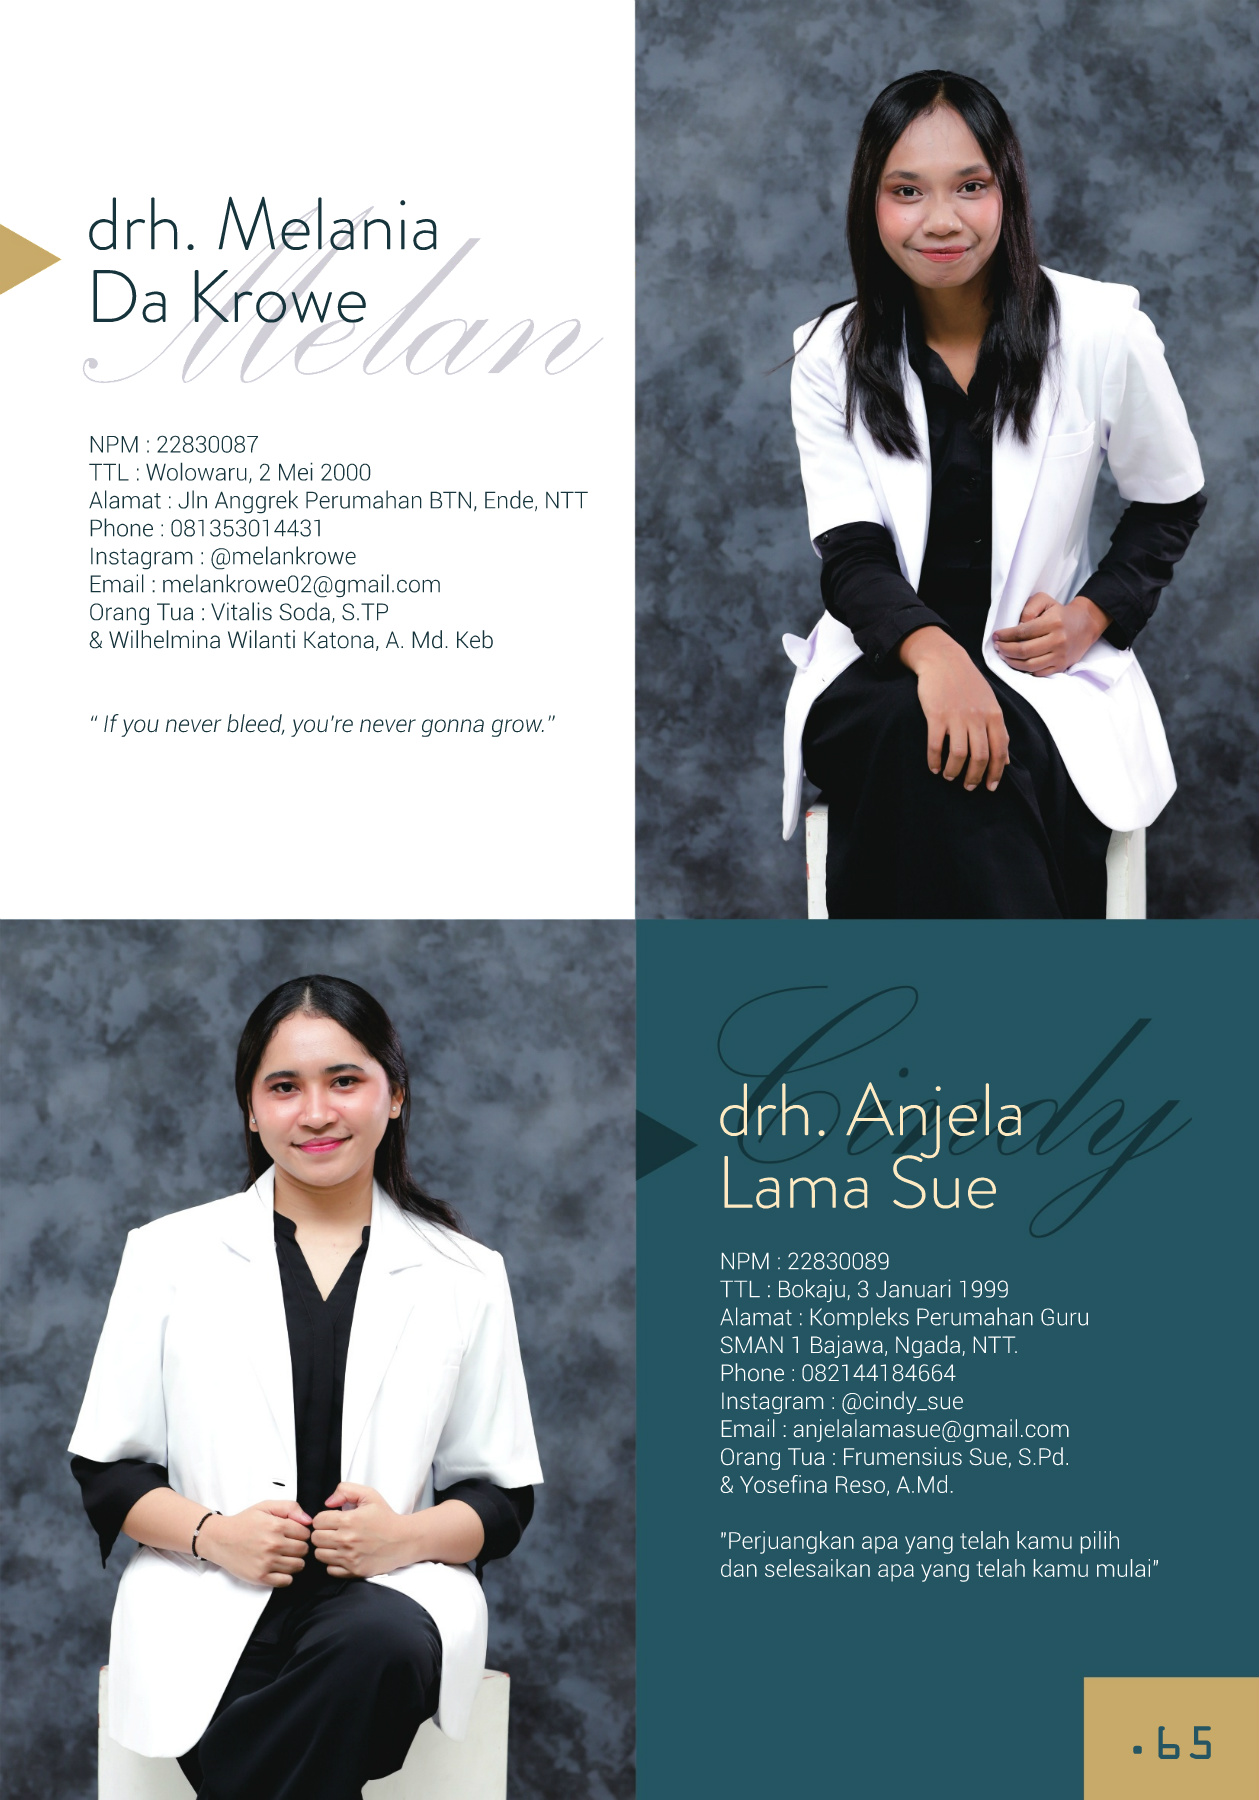 drh. Melania
Da Krowe
Melan
NPM : 22830087
TTL : Wolowaru, 2 Mei 2000
Alamat : Jln Anggrek Perumahan BTN, Ende, NTT
Phone : 081353014431
Instagram : @melankrowe
Email : melankrowe02@gmail.com
Orang Tua : Vitalis Soda, S.TP
& Wilhelmina Wilanti Katona, A. Md. Keb
“ If you never bleed, you're never gonna grow.”
Cindy
drh. Anjela
Lama Sue
NPM : 22830089
TTL : Bokaju, 3 Januari 1999
Alamat : Kompleks Perumahan Guru
SMAN 1 Bajawa, Ngada, NTT.
Phone : 082144184664
Instagram : @cindy_sue
Email : anjelalamasue@gmail.com
Orang Tua : Frumensius Sue, S.Pd.
& Yosefina Reso, A.Md.
"Perjuangkan apa yang telah kamu pilih
dan selesaikan apa yang telah kamu mulai”
.65